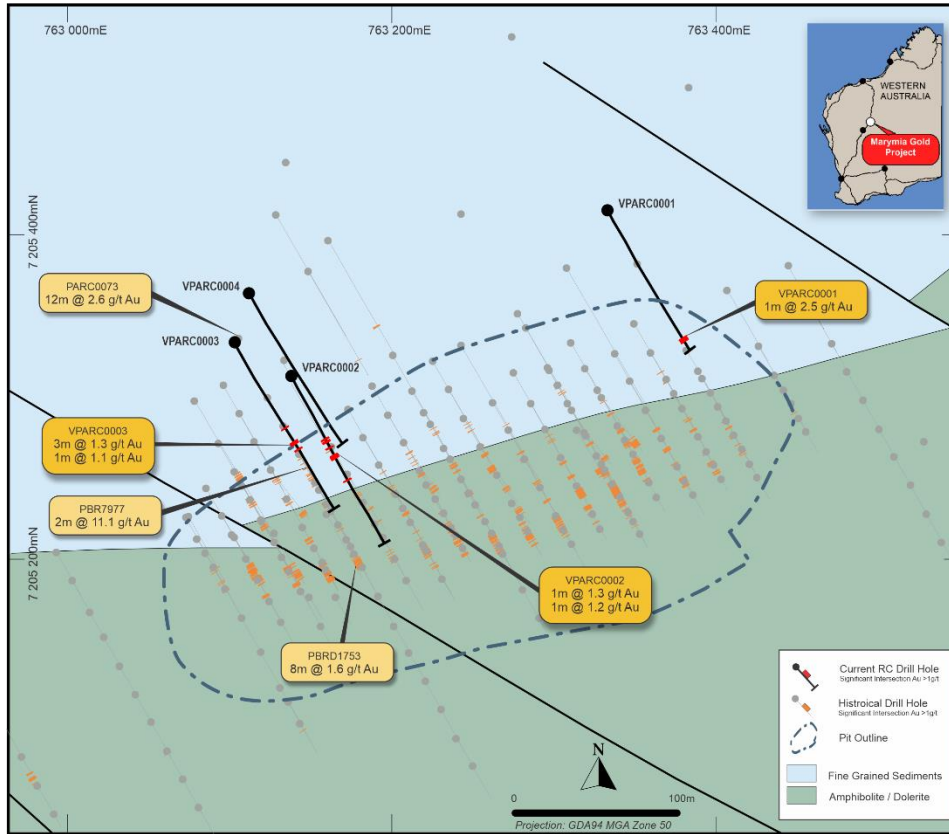 763 000mE
763 200mE
763 400mE
WESTERN
AUSTRALIA
Marymia Gold
Project
7 205 400mN
VPARC0001
PARC0073
12m @ 2.6 g/t Au
VPARC0004
VPARC0003
VPARC0002
VPARC0001
1m @ 2.5 g/t Au
VPARC0003
3m @ 1.3 g/t Au
1m @ 1.1 g/t Au
PBR7977
2m @ 11.1 g/t Au
7 205 200mN
VPARC0002
1m @ 1.3 g/t Au
1m @ 1.2 g/t Au
PBRD1753
8m @ 1.6 g/t Au
Current RC Drill Hole
Significant Intersection Au >1g/t
Histroical Drill Hole
Significant Intersection Au >1g/t
Pit Outline
Fine Grained Sediments
Amphibolite / Dolerite
N
0
100m
Projection: GDA94 MGA Zone 50